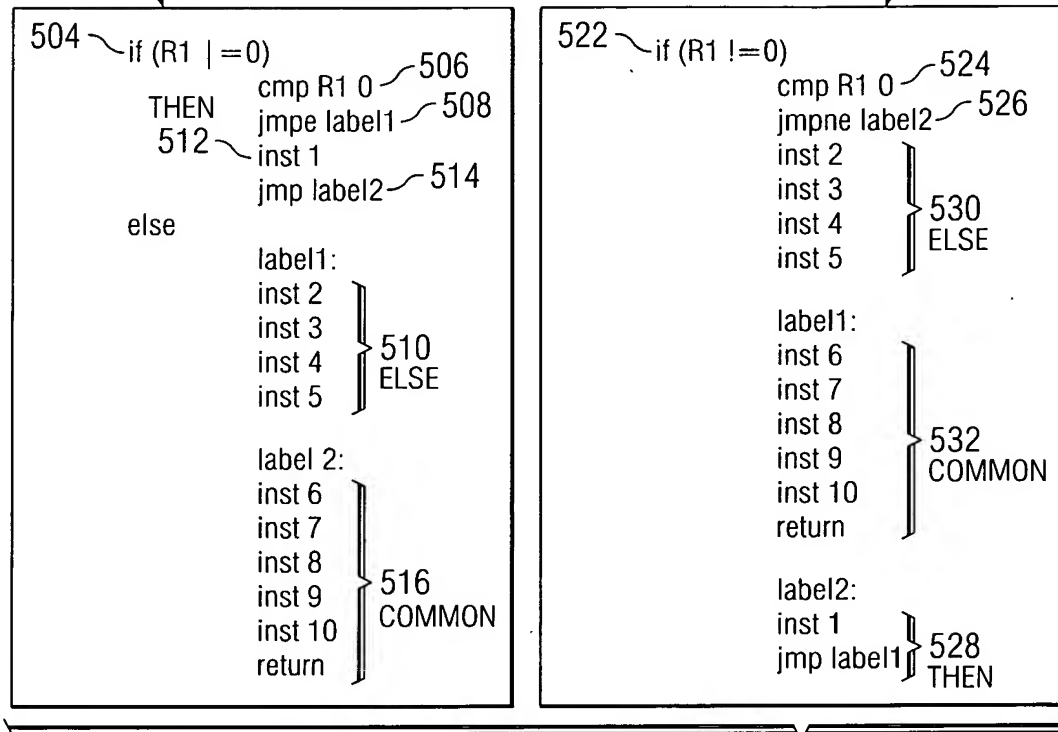 504 if (R1 |=0)
cmp R1 0 506
THEN
jmpe label1 508
512 inst 1
jmp label2 514
else
label1:
inst 2
inst 3
inst 4
inst 5
510
ELSE
label 2:
inst 6
inst 7
inst 8
inst 9
inst 10
return
516
COMMON
522 if (R1 !=0)
cmp R1 0 524
jmpne label2 526
inst 2
inst 3
inst 4
inst 5
530
ELSE
label1:
inst 6
inst 7
inst 8
inst 9
inst 10
return
532
COMMON
label2:
inst 1
jmp label1
528
THEN